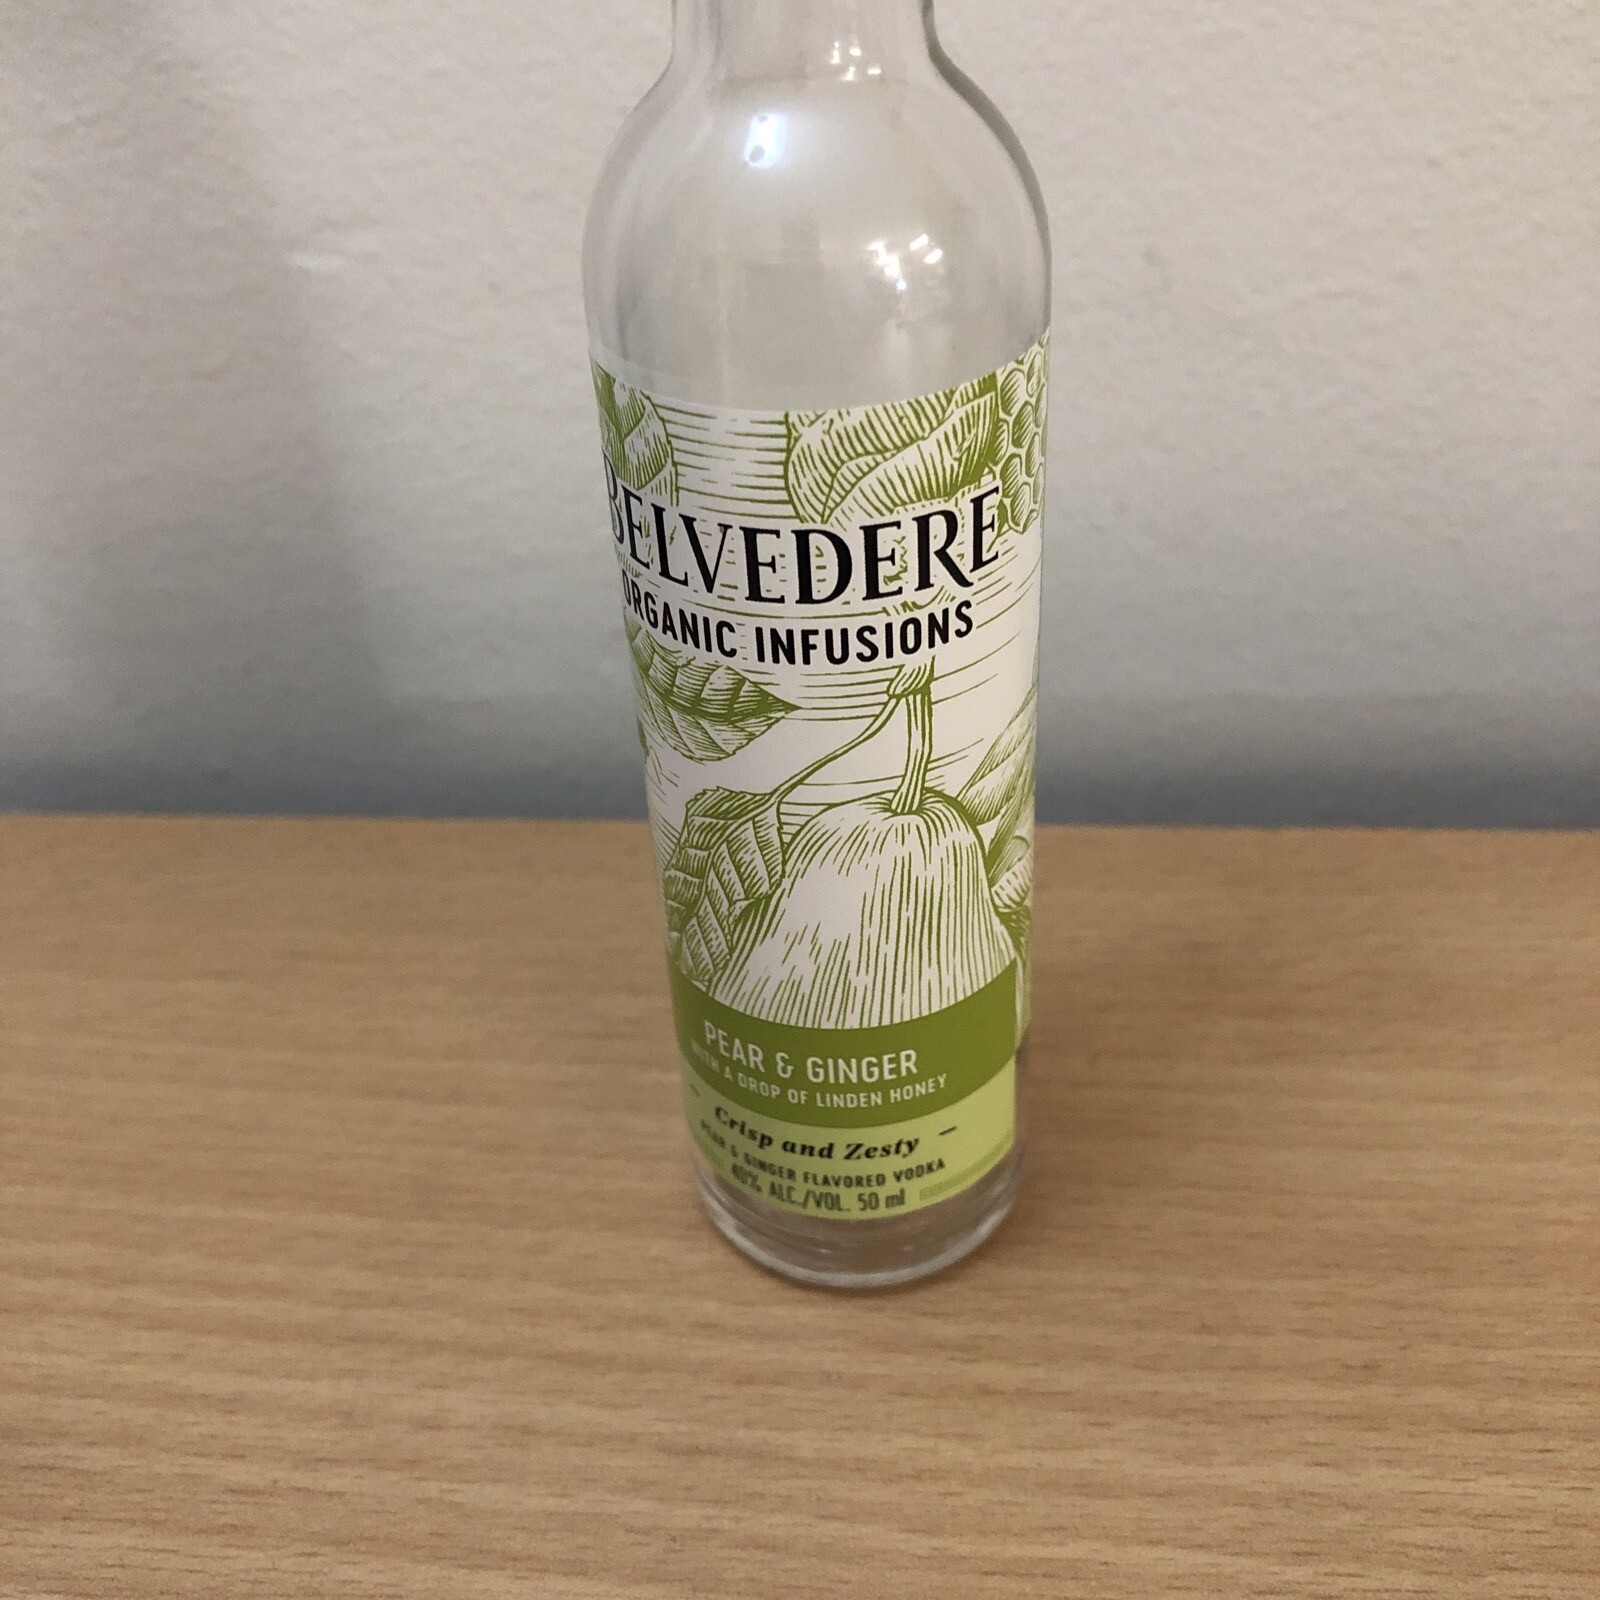 BELVEDERE
ORGANIC INFUSIONS
PEAR & GINGER
WITH A DROP OF LINDEN HONEY
— Crisp and Zesty —
PEAR & GINGER FLAVORED VODKA
40% ALC./VOL. 50 ml